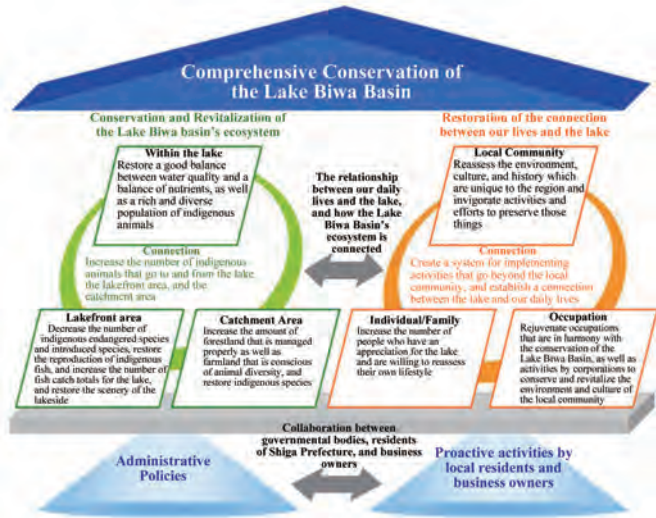 Comprehensive Conservation of
the Lake Biwa Basin
Conservation and Revitalization of
the Lake Biwa basin's ecosystem
Within the lake
Restore a good balance
between water quality and a
balance of nutrients, as well
as a rich and diverse
population of indigenous
animals
Connection
Increase the number of indigenous
animals that go to and from the lake
the lakefront area, and the
catchment area
Lakefront area
Decrease the number of
indigenous endangered species
and introduced species, restore
the reproduction of indigenous
fish, and increase the number of
fish catch totals for the lake,
and restore the scenery of the
lakeside
Catchment Area
Increase the amount of
forestland that is managed
properly as well as
farmland that is conscious
of animal diversity, and
restore indigenous species
The relationship
between our daily
lives and the lake,
and how the Lake
Biwa Basin's
ecosystem is
connected
Restoration of the connection
between our lives and the lake
Local Community
Reassess the environment,
culture, and history which
are unique to the region and
invigorate activities and
efforts to preserve those
things
Connection
Create a system for implementing
activities that go beyond the local
community, and establish a connection
between the lake and our daily lives
Individual/Family
Increase the number of
people who have an
appreciation for the lake
and are willing to reassess
their own lifestyle
Occupation
Rejuvenate occupations
that are in harmony with
the conservation of the
Lake Biwa Basin, as well as
activities by corporations to
conserve and revitalize the
environment and culture of
the local community
Collaboration between
governmental bodies, residents
of Shiga Prefecture, and business
owners
Administrative
Policies
Proactive activities by
local residents and
business owners